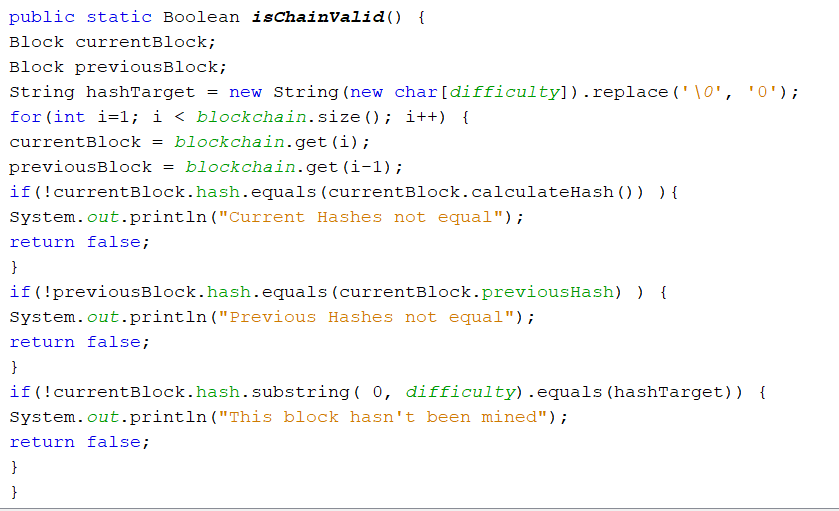 public static Boolean isChainValid() {
Block currentBlock;
Block previousBlock;
String hashTarget = new String(new char[difficulty]).replace('\0', '0');
for(int i=1; i < blockchain.size(); i++) {
currentBlock = blockchain.get(i);
previousBlock = blockchain.get(i-1);
if(!currentBlock.hash.equals(currentBlock.calculateHash()) ){
System.out.println("Current Hashes not equal");
return false;
}
if(!previousBlock.hash.equals(currentBlock.previousHash) ) {
System.out.println("Previous Hashes not equal");
return false;
}
if(!currentBlock.hash.substring( 0, difficulty).equals(hashTarget)) {
System.out.println("This block hasn't been mined");
return false;
}
}